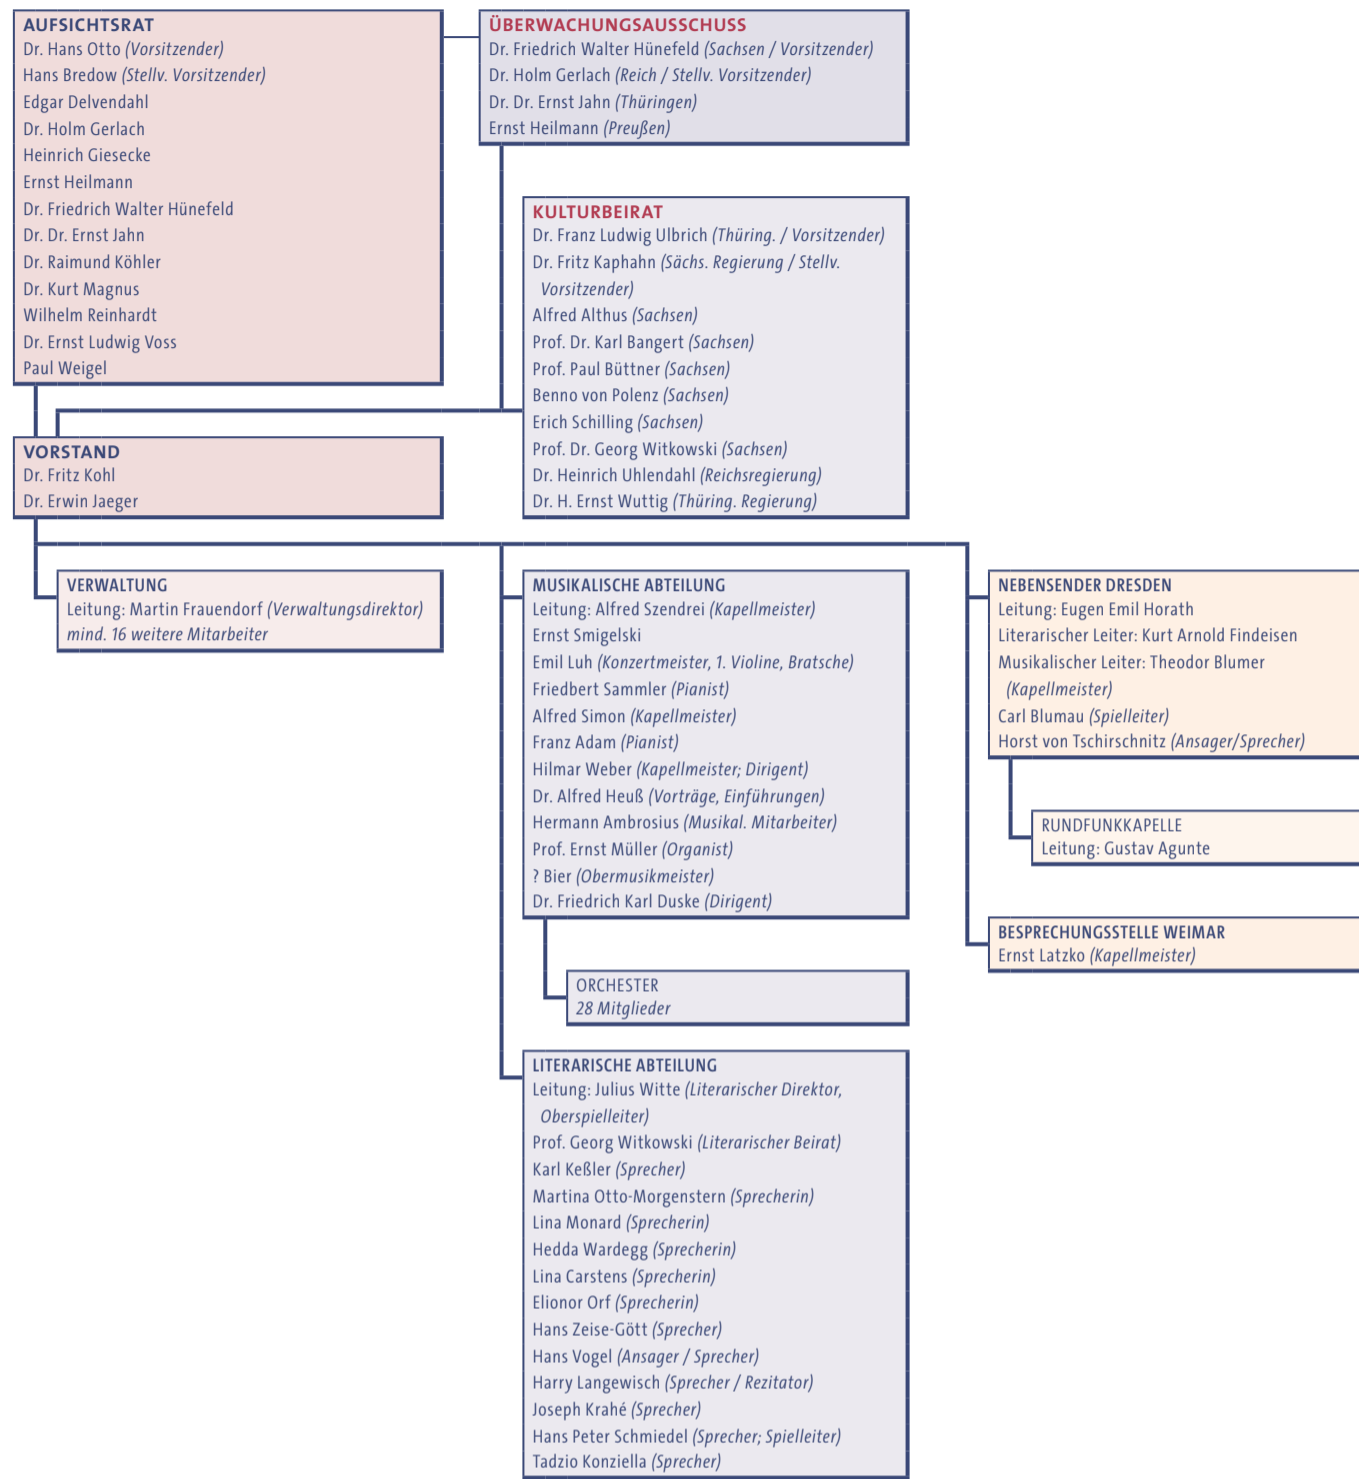 AUFSICHTSRAT
Dr. Hans Otto (Vorsitzender)
Hans Bredow (Stellv. Vorsitzender)
Edgar Delvendahl
Dr. Holm Gerlach
Heinrich Giesecke
Ernst Heilmann
Dr. Friedrich Walter Hünefeld
Dr. Dr. Ernst Jahn
Dr. Raimund Köhler
Dr. Kurt Magnus
Wilhelm Reinhardt
Dr. Ernst Ludwig Voss
Paul Weigel
ÜBERWACHUNGSAUSSCHUSS
Dr. Friedrich Walter Hünefeld (Sachsen / Vorsitzender)
Dr. Holm Gerlach (Reich / Stellv. Vorsitzender)
Dr. Dr. Ernst Jahn (Thüringen)
Ernst Heilmann (Preußen)
KULTURBEIRAT
Dr. Franz Ludwig Ulbrich (Thüring. / Vorsitzender)
Dr. Fritz Kaphahn (Sächs. Regierung / Stellv.
Vorsitzender)
Alfred Althus (Sachsen)
Prof. Dr. Karl Bangert (Sachsen)
Prof. Paul Büttner (Sachsen)
Benno von Polenz (Sachsen)
Erich Schilling (Sachsen)
Prof. Dr. Georg Witkowski (Sachsen)
Dr. Heinrich Uhlendahl (Reichsregierung)
Dr. H. Ernst Wuttig (Thüring. Regierung)
VORSTAND
Dr. Fritz Kohl
Dr. Erwin Jaeger
VERWALTUNG
Leitung: Martin Frauendorf (Verwaltungsdirektor)
mind. 16 weitere Mitarbeiter
MUSIKALISCHE ABTEILUNG
Leitung: Alfred Szendrei (Kapellmeister)
Ernst Smigelski
Emil Luh (Konzertmeister, 1. Violine, Bratsche)
Friedbert Sammler (Pianist)
Alfred Simon (Kapellmeister)
Franz Adam (Pianist)
Hilmar Weber (Kapellmeister; Dirigent)
Dr. Alfred Heuß (Vorträge, Einführungen)
Hermann Ambrosius (Musikal. Mitarbeiter)
Prof. Ernst Müller (Organist)
? Bier (Obermusikmeister)
Dr. Friedrich Karl Duske (Dirigent)
ORCHESTER
28 Mitglieder
LITERARISCHE ABTEILUNG
Leitung: Julius Witte (Literarischer Direktor,
Oberspielleiter)
Prof. Georg Witkowski (Literarischer Beirat)
Karl Keßler (Sprecher)
Martina Otto-Morgenstern (Sprecherin)
Lina Monard (Sprecherin)
Hedda Wardegg (Sprecherin)
Lina Carstens (Sprecherin)
Elionor Orf (Sprecherin)
Hans Zeise-Gött (Sprecher)
Hans Vogel (Ansager / Sprecher)
Harry Langewisch (Sprecher / Rezitator)
Joseph Krahé (Sprecher)
Hans Peter Schmiedel (Sprecher; Spielleiter)
Tadzio Konziella (Sprecher)
NEBENSENDER DRESDEN
Leitung: Eugen Emil Horath
Literarischer Leiter: Kurt Arnold Findeisen
Musikalischer Leiter: Theodor Blumer
(Kapellmeister)
Carl Blumau (Spielleiter)
Horst von Tschirschnitz (Ansager/Sprecher)
RUNDFUNKKAPELLE
Leitung: Gustav Agunte
BESPRECHUNGSSTELLE WEIMAR
Ernst Latzko (Kapellmeister)